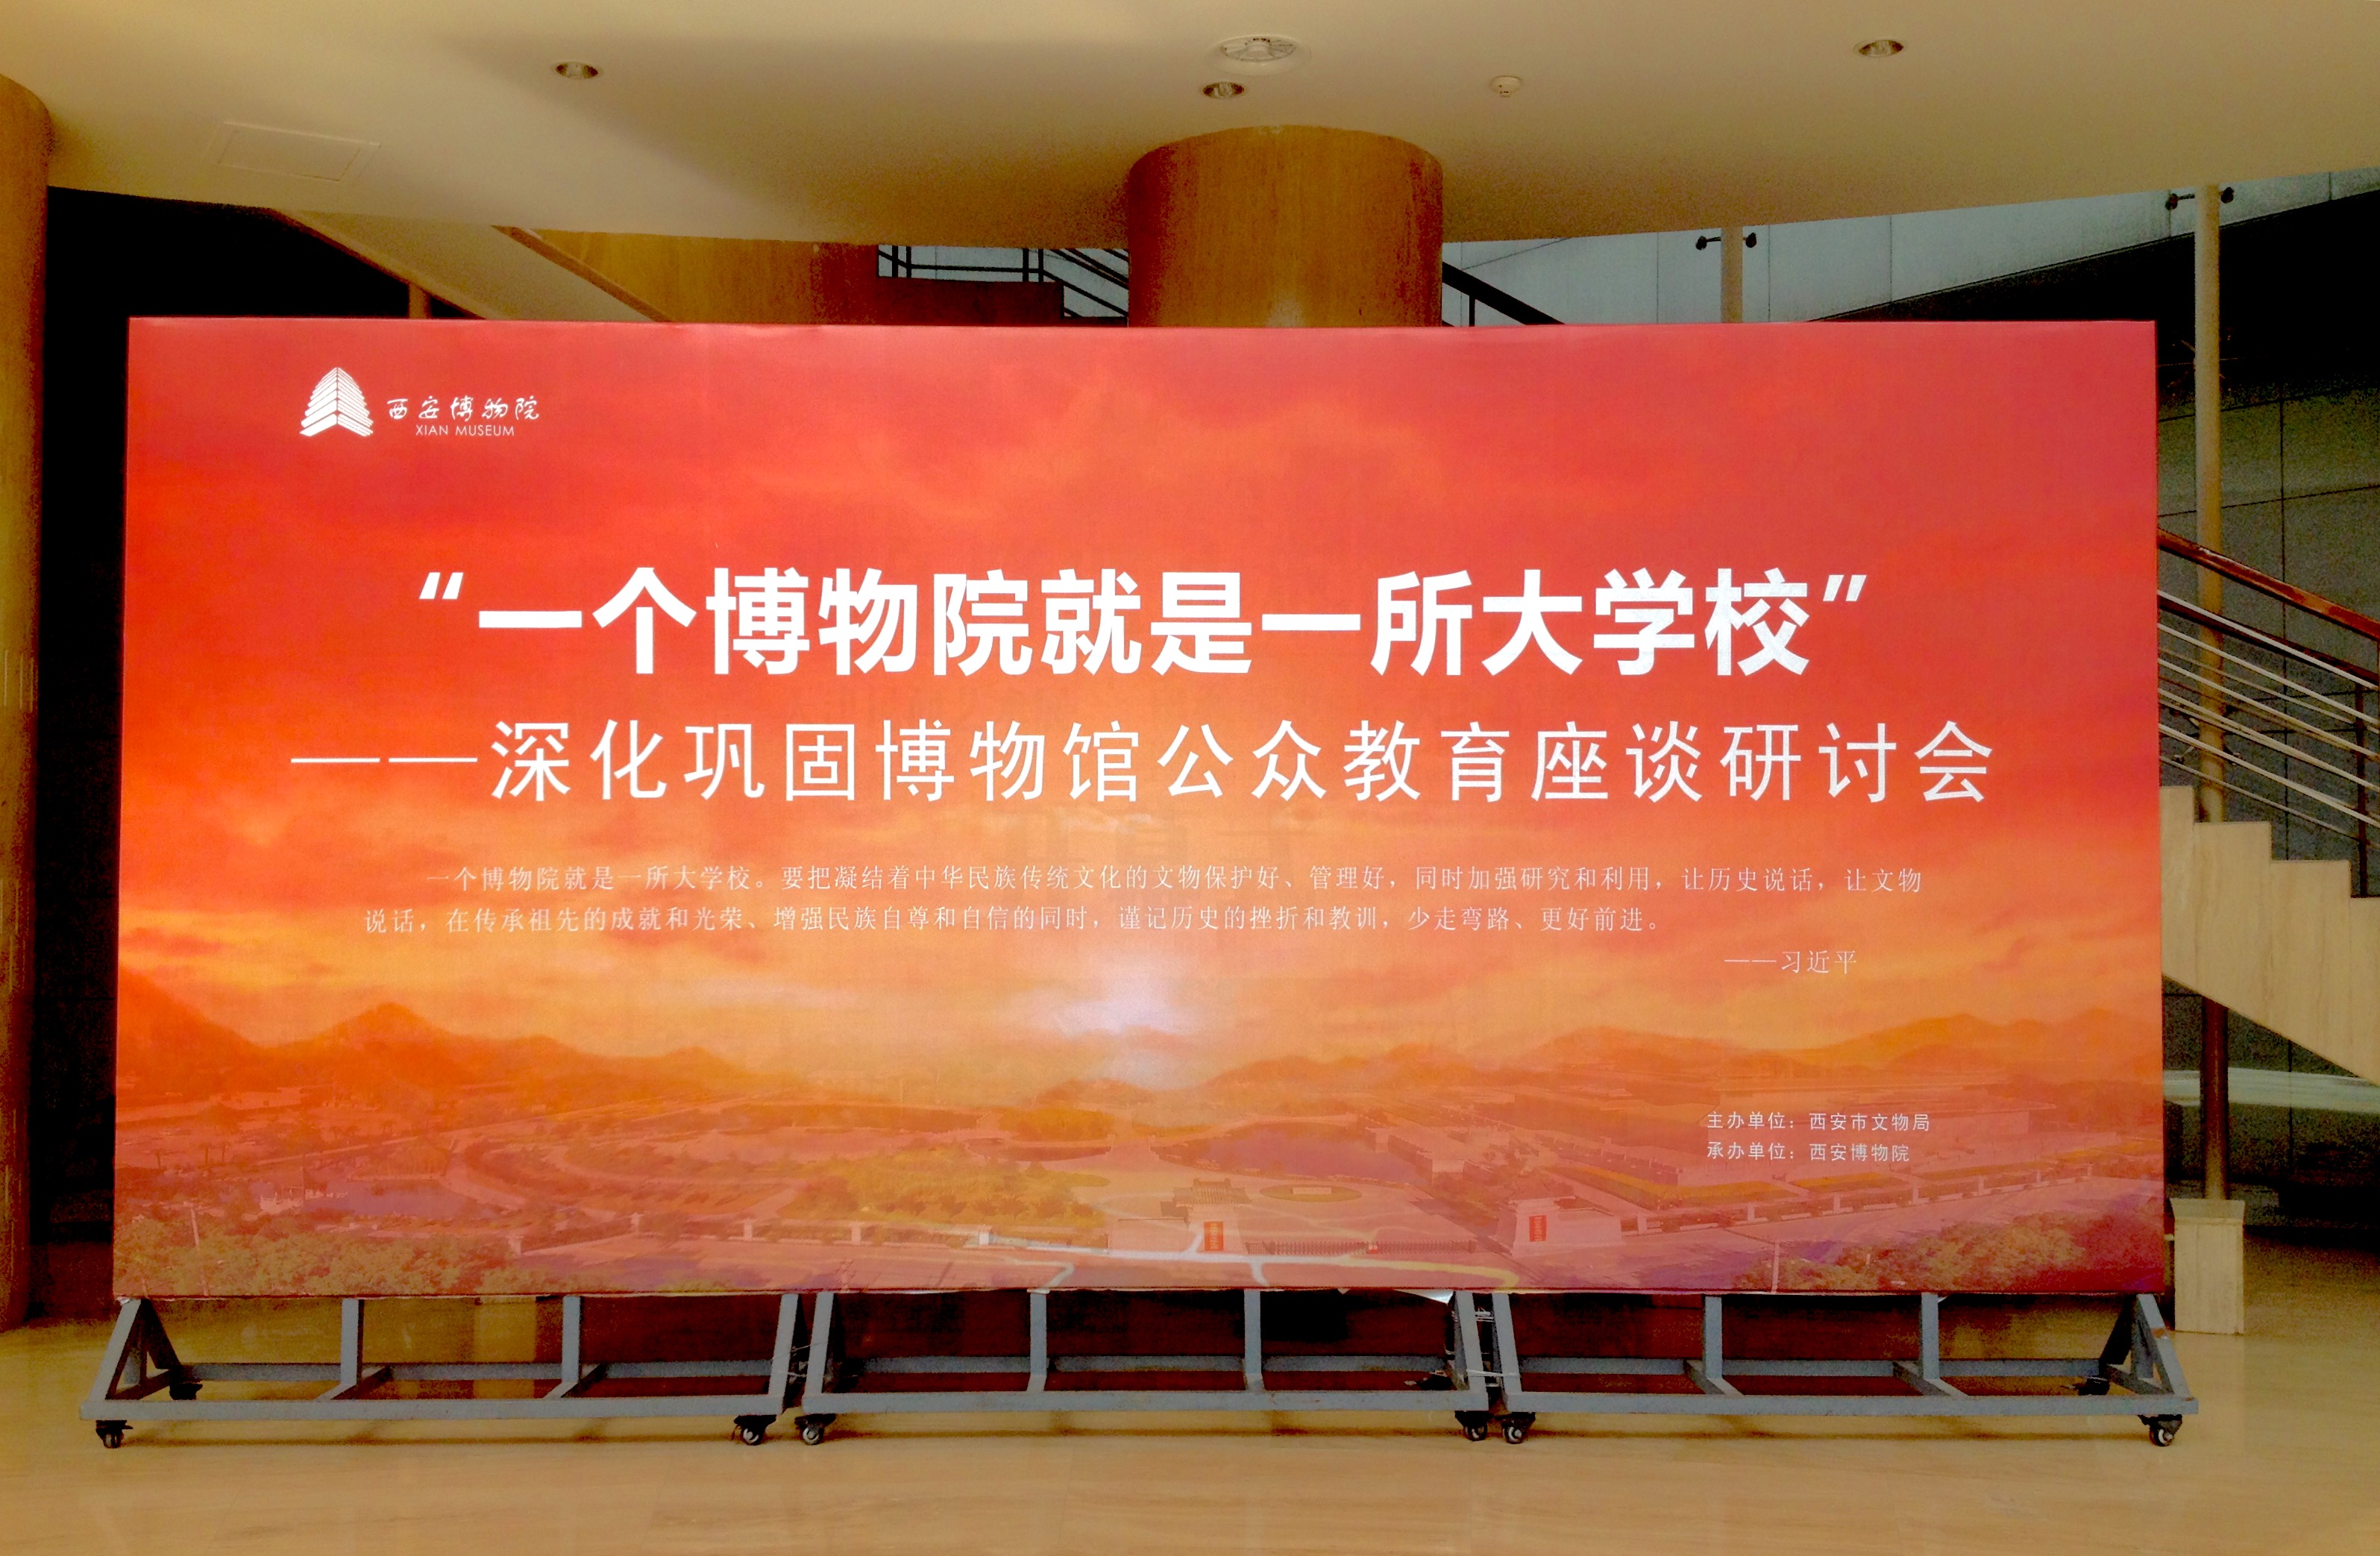 西安博物院
XIAN MUSEUM
“一个博物院就是一所大学校”
——深化巩固博物馆公众教育座谈研讨会
一个博物院就是一所大学校。要把凝结着中华民族传统文化的文物保护好、管理好，同时加强研究和利用，让历史说话，让文物
说话，在传承祖先的成就和光荣、增强民族自尊和自信的同时，谨记历史的挫折和教训，少走弯路、更好前进。
——习近平
主办单位：西安市文物局
承办单位：西安博物院